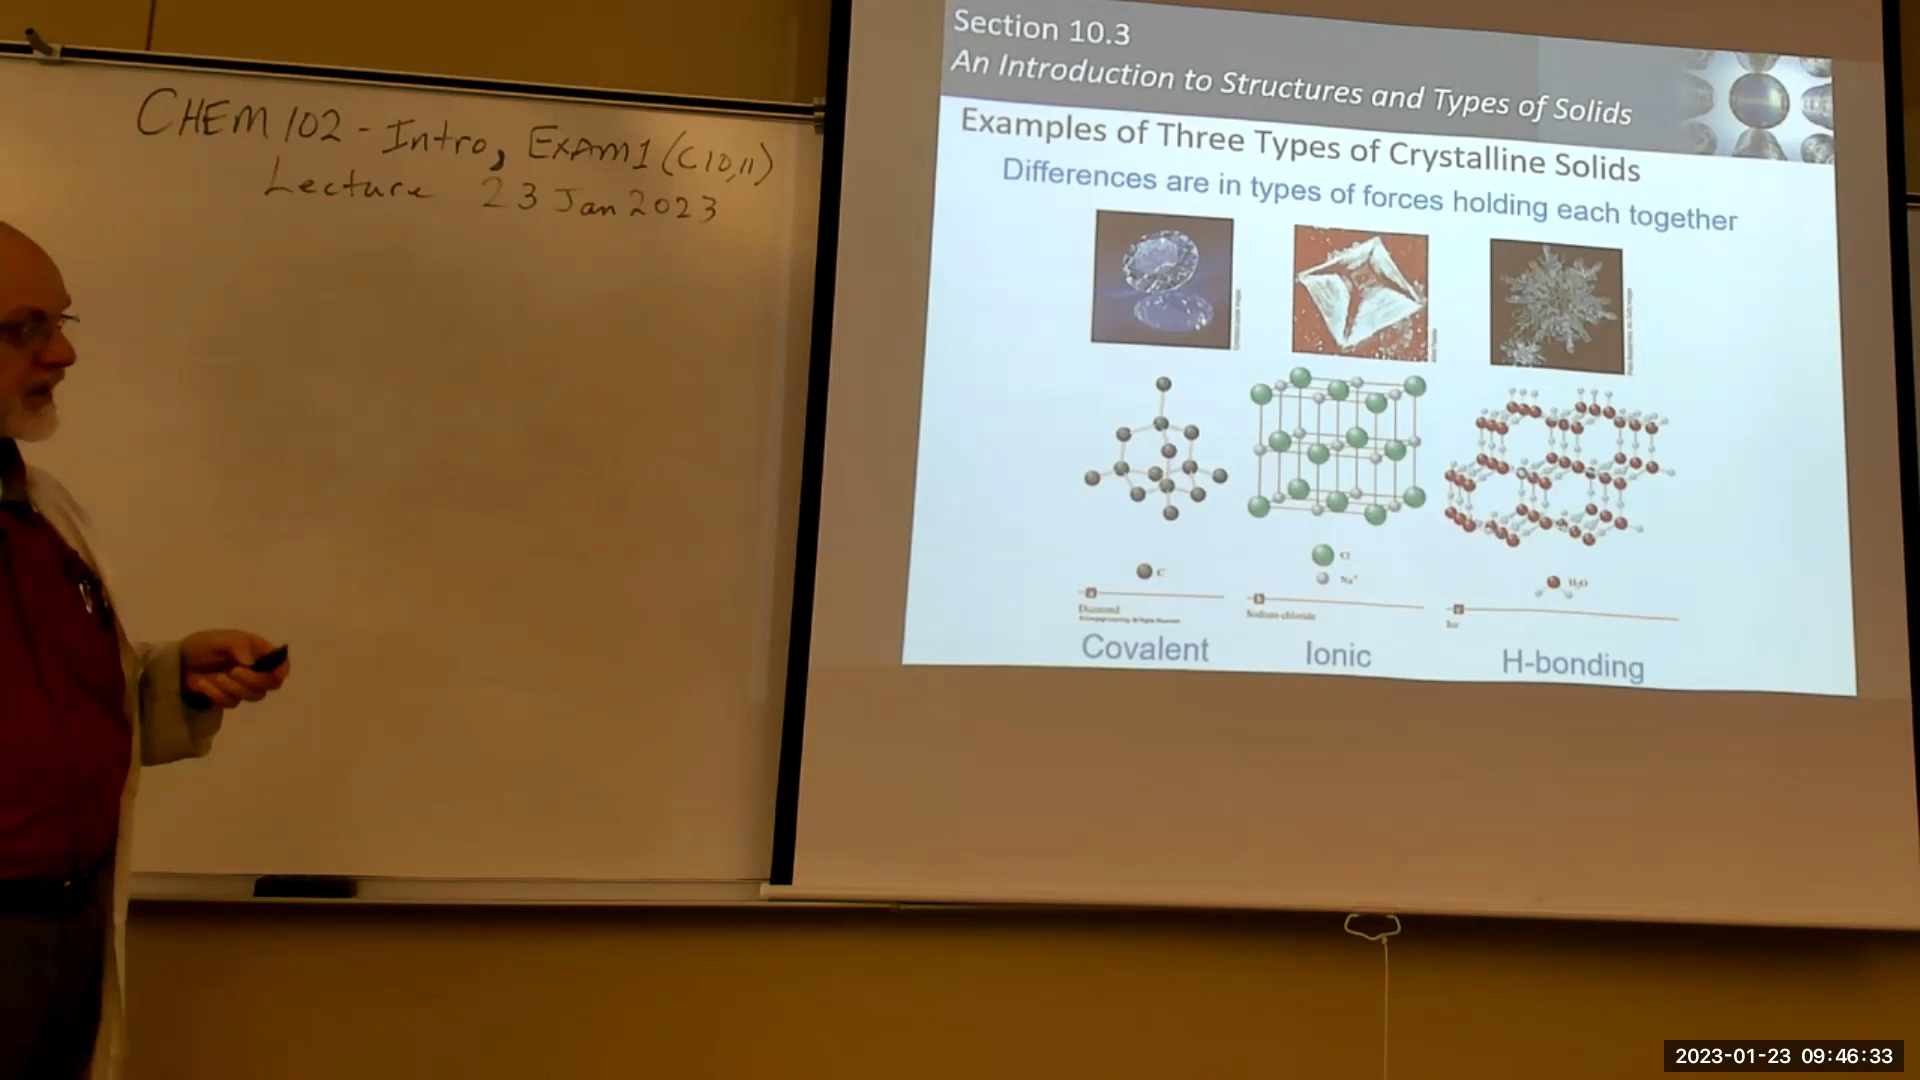 CHEM 102 - Intro, EXAM 1 (C10,11)
Lecture 23 Jan 2023
Section 10.3
An Introduction to Structures and Types of Solids
Examples of Three Types of Crystalline Solids
Differences are in types of forces holding each together
C
Cl
Na+
H₂O
Diamond
Sodium chloride
Ice
Covalent
Ionic
H-bonding
2023-01-23 09:46:33